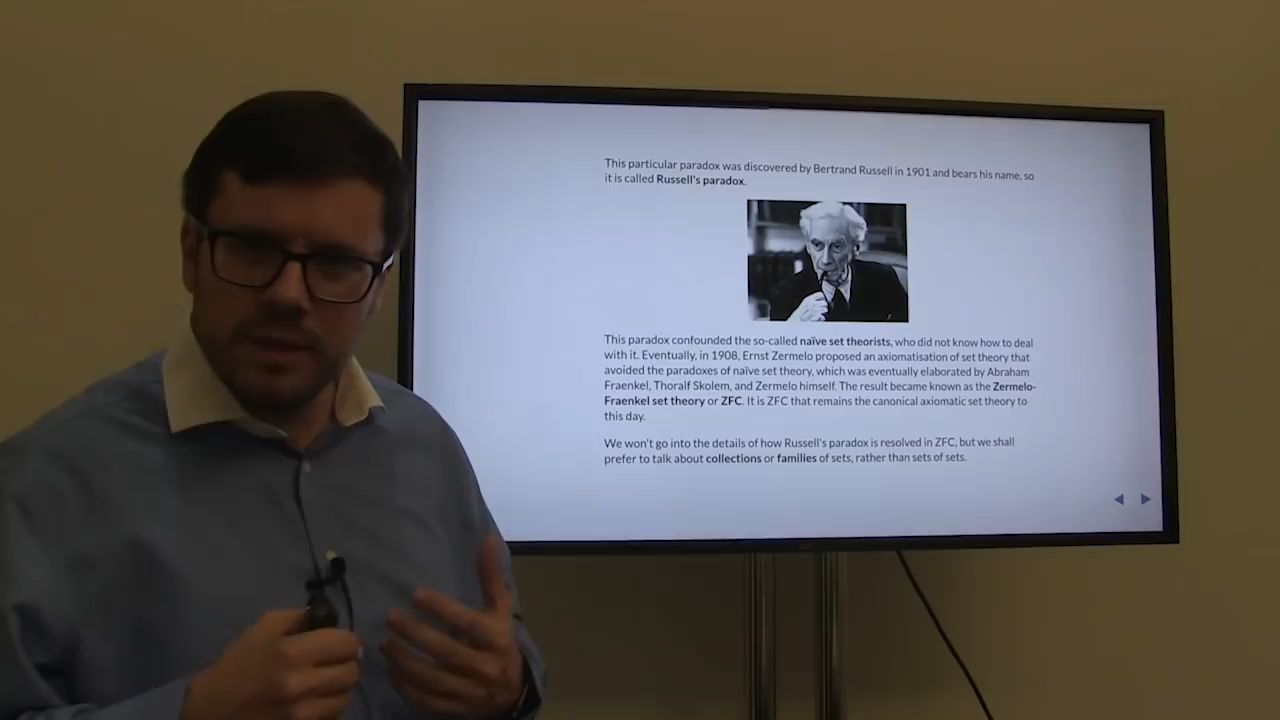 This particular paradox was discovered by Bertrand Russell in 1901 and bears his name, so
it is called Russell's paradox.
This paradox confounded the so-called naïve set theorists, who did not know how to deal
with it. Eventually, in 1908, Ernst Zermelo proposed an axiomatisation of set theory that
avoided the paradoxes of naïve set theory, which was eventually elaborated by Abraham
Fraenkel, Thoralf Skolem, and Zermelo himself. The result became known as the Zermelo-
Fraenkel set theory or ZFC. It is ZFC that remains the canonical axiomatic set theory to
this day.
We won't go into the details of how Russell's paradox is resolved in ZFC, but we shall
prefer to talk about collections or families of sets, rather than sets of sets.